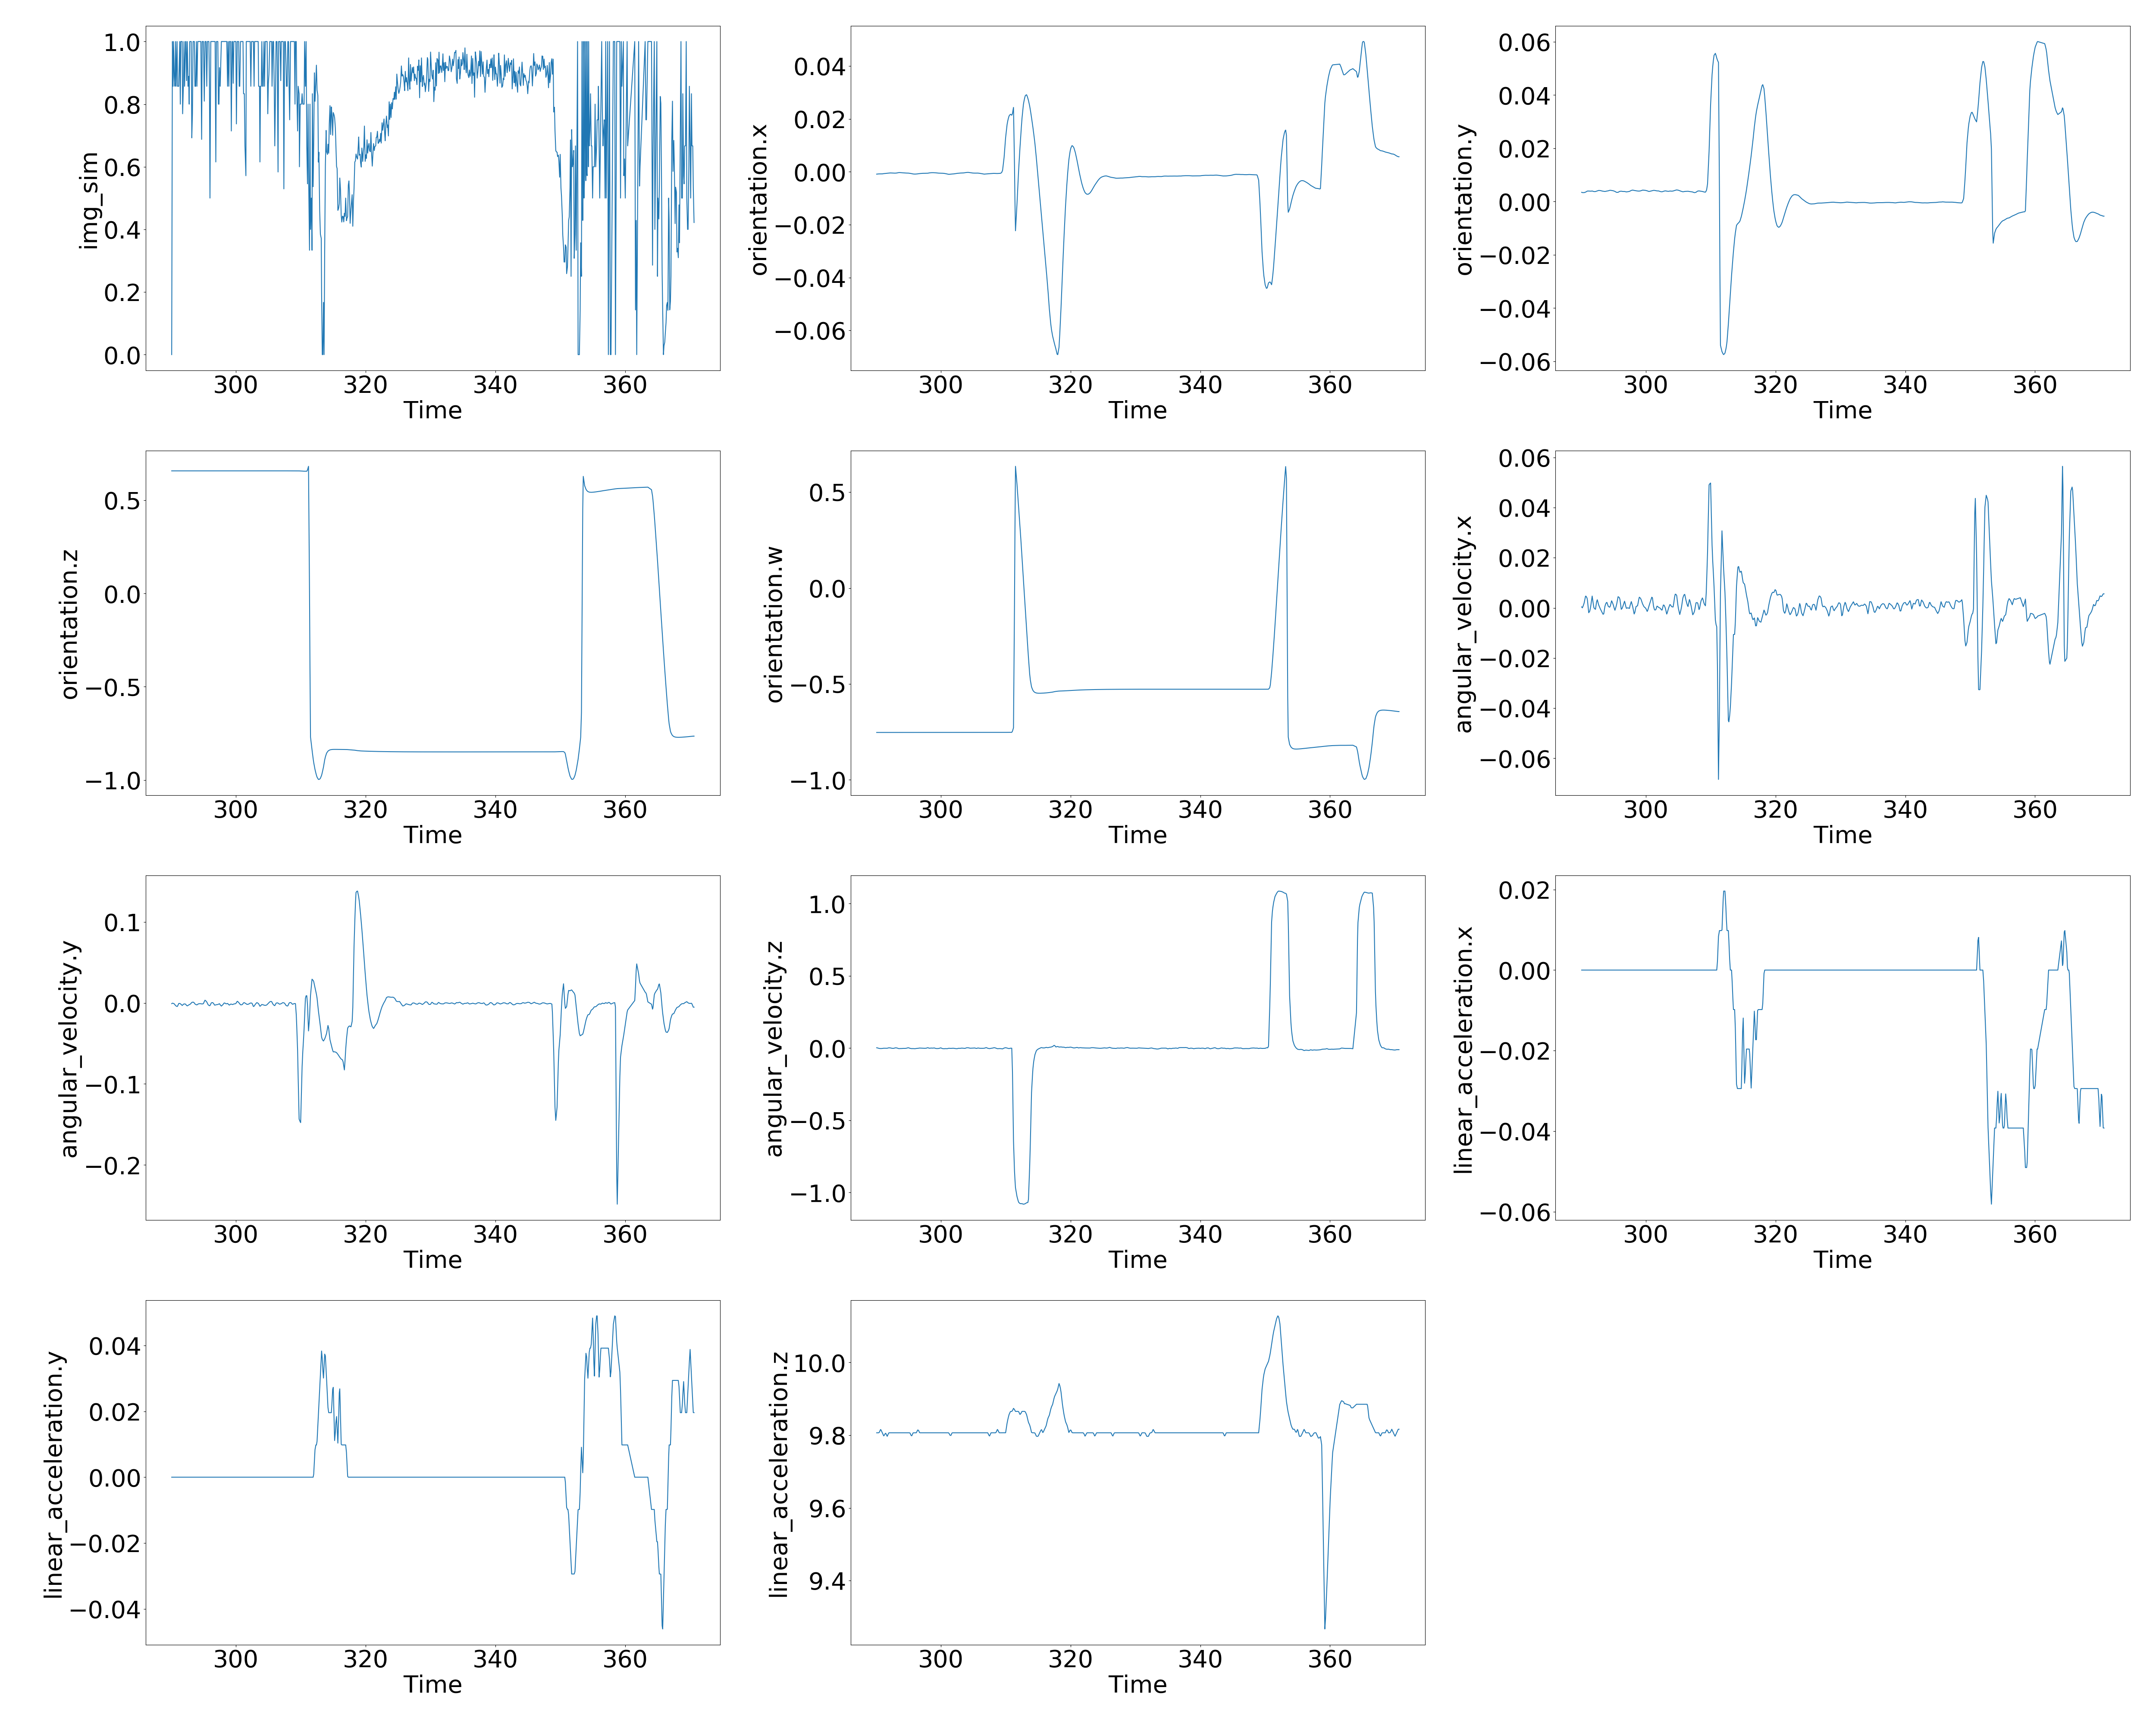 img_sim
1.0
0.8
0.6
0.4
0.2
0.0
300 320 340 360
Time
orientation.x
0.04
0.02
0.00
−0.02
−0.04
−0.06
300 320 340 360
Time
orientation.y
0.06
0.04
0.02
0.00
−0.02
−0.04
−0.06
300 320 340 360
Time
orientation.z
0.5
0.0
−0.5
−1.0
300 320 340 360
Time
orientation.w
0.5
0.0
−0.5
−1.0
300 320 340 360
Time
angular_velocity.x
0.06
0.04
0.02
0.00
−0.02
−0.04
−0.06
300 320 340 360
Time
angular_velocity.y
0.1
0.0
−0.1
−0.2
300 320 340 360
Time
angular_velocity.z
1.0
0.5
0.0
−0.5
−1.0
300 320 340 360
Time
linear_acceleration.x
0.02
0.00
−0.02
−0.04
−0.06
300 320 340 360
Time
linear_acceleration.y
0.04
0.02
0.00
−0.02
−0.04
300 320 340 360
Time
linear_acceleration.z
10.0
9.8
9.6
9.4
300 320 340 360
Time